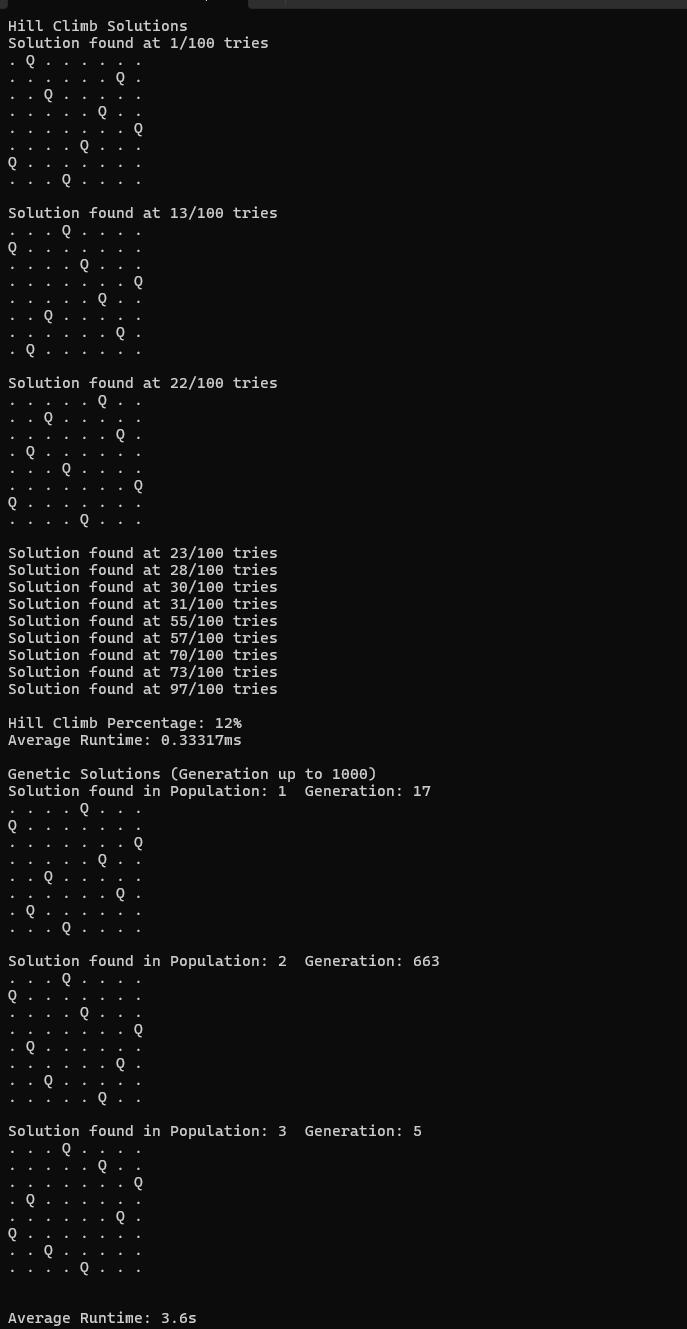 Hill Climb Solutions
Solution found at 1/100 tries
. Q . . . . . .
. . . . . . Q .
. . Q . . . . .
. . . . . Q . .
. . . . . . . Q
. . . . Q . . .
Q . . . . . . .
. . . Q . . . .
Solution found at 13/100 tries
. . . Q . . . .
Q . . . . . . .
. . . . Q . . .
. . . . . . . Q
. . . . . Q . .
. . Q . . . . .
. . . . . . Q .
. Q . . . . . .
Solution found at 22/100 tries
. . . . . Q . .
. . Q . . . . .
. . . . . . Q .
. Q . . . . . .
. . . Q . . . .
. . . . . . . Q
Q . . . . . . .
. . . . Q . . .
Solution found at 23/100 tries
Solution found at 28/100 tries
Solution found at 30/100 tries
Solution found at 31/100 tries
Solution found at 55/100 tries
Solution found at 57/100 tries
Solution found at 70/100 tries
Solution found at 73/100 tries
Solution found at 97/100 tries
Hill Climb Percentage: 12%
Average Runtime: 0.33317ms
Genetic Solutions (Generation up to 1000)
Solution found in Population: 1  Generation: 17
. . . . Q . . .
Q . . . . . . .
. . . . . . . Q
. . . . . Q . .
. . Q . . . . .
. . . . . . Q .
. Q . . . . . .
. . . Q . . . .
Solution found in Population: 2  Generation: 663
. . . Q . . . .
Q . . . . . . .
. . . . Q . . .
. . . . . . . Q
. Q . . . . . .
. . . . . . Q .
. . Q . . . . .
. . . . . Q . .
Solution found in Population: 3  Generation: 5
. . . Q . . . .
. . . . . Q . .
. . . . . . . Q
. Q . . . . . .
. . . . . . Q .
Q . . . . . . .
. . Q . . . . .
. . . . Q . . .
Average Runtime: 3.6s